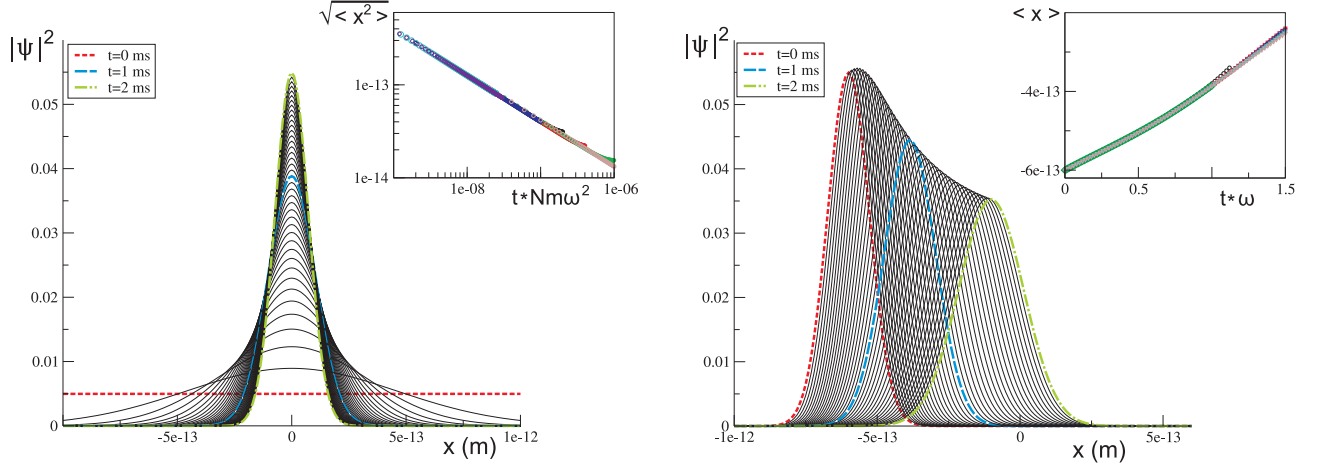 |ψ|²
t=0 ms
t=1 ms
t=2 ms
0.05
0.04
0.03
0.02
0.01
0
-5e-13
0
5e-13
1e-12
x (m)
√< x² >
1e-13
1e-14
1e-08
1e-06
t*Nmω²
|ψ|²
t=0 ms
t=1 ms
t=2 ms
0.05
0.04
0.03
0.02
0.01
0
-1e-12
-5e-13
0
5e-13
x (m)
< x >
-4e-13
-6e-13
0
0.5
1.5
t*ω